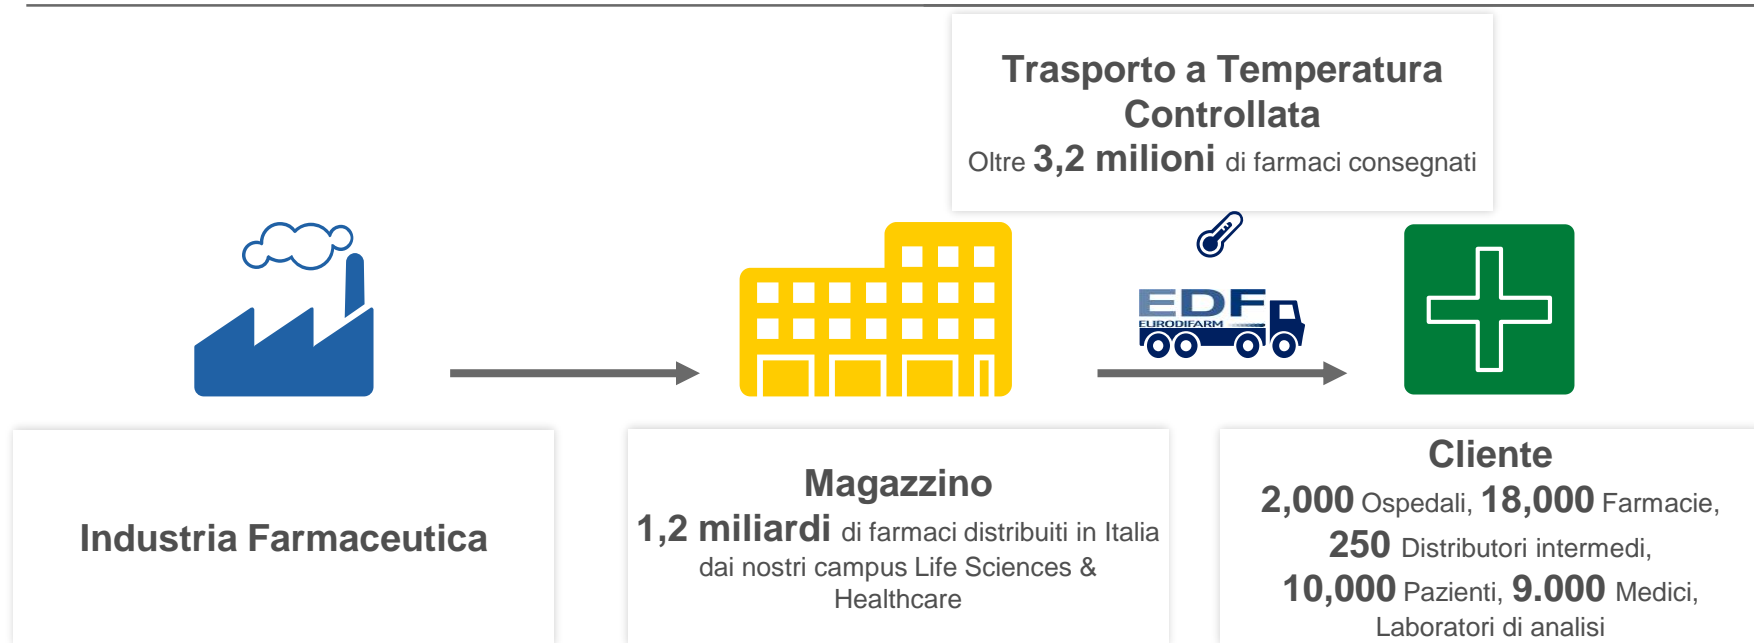 Trasporto a Temperatura
Controllata
Oltre 3,2 milioni di farmaci consegnati
EDF
EURODIFARM
Industria Farmaceutica
Magazzino
1,2 miliardi di farmaci distribuiti in Italia
dai nostri campus Life Sciences &
Healthcare
Cliente
2,000 Ospedali, 18,000 Farmacie,
250 Distributori intermedi,
10,000 Pazienti, 9.000 Medici,
Laboratori di analisi